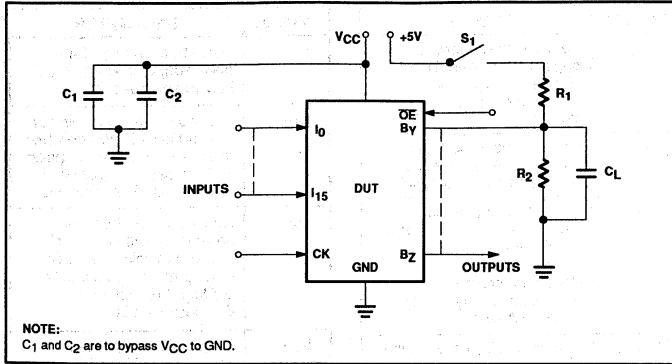 VCC +5V S1
C1 C2 R1
OE
I0 BY
R2 CL
INPUTS DUT
I15
CK BZ
GND OUTPUTS
NOTE:
C1 and C2 are to bypass VCC to GND.